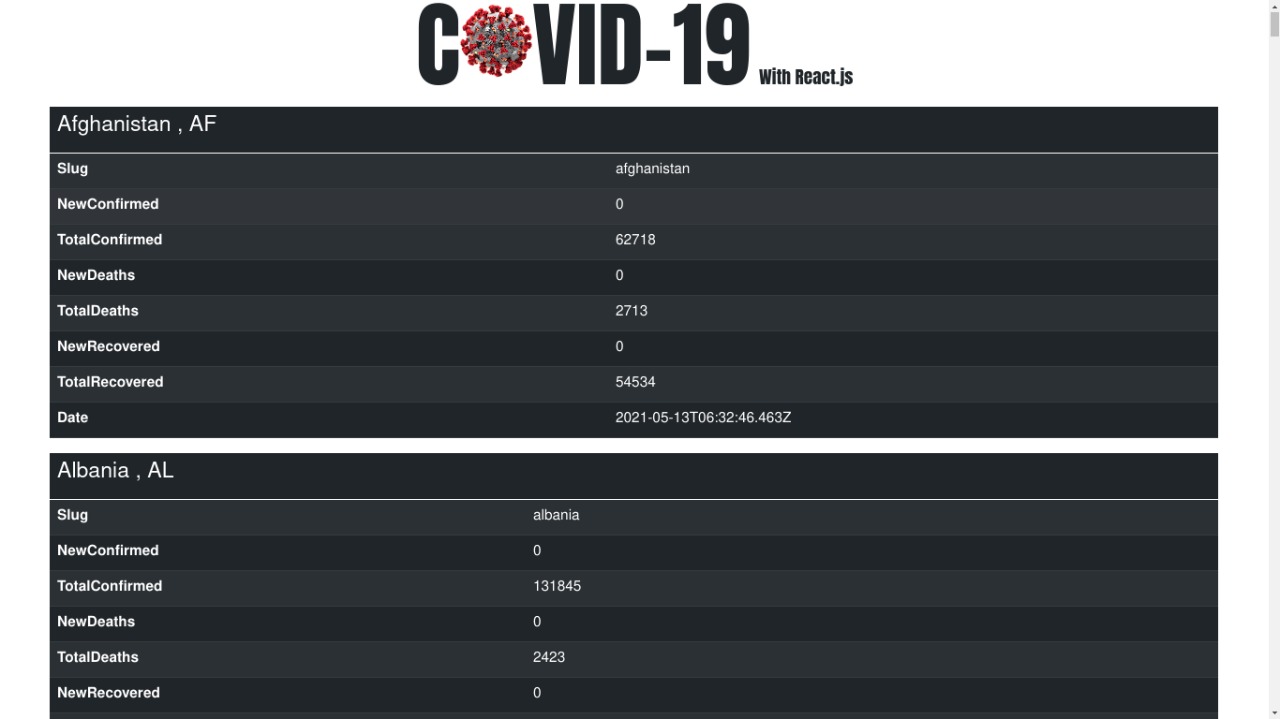 COVID-19 With React.js
Afghanistan , AF
Slug afghanistan
NewConfirmed 0
TotalConfirmed 62718
NewDeaths 0
TotalDeaths 2713
NewRecovered 0
TotalRecovered 54534
Date 2021-05-13T06:32:46.463Z
Albania , AL
Slug albania
NewConfirmed 0
TotalConfirmed 131845
NewDeaths 0
TotalDeaths 2423
NewRecovered 0